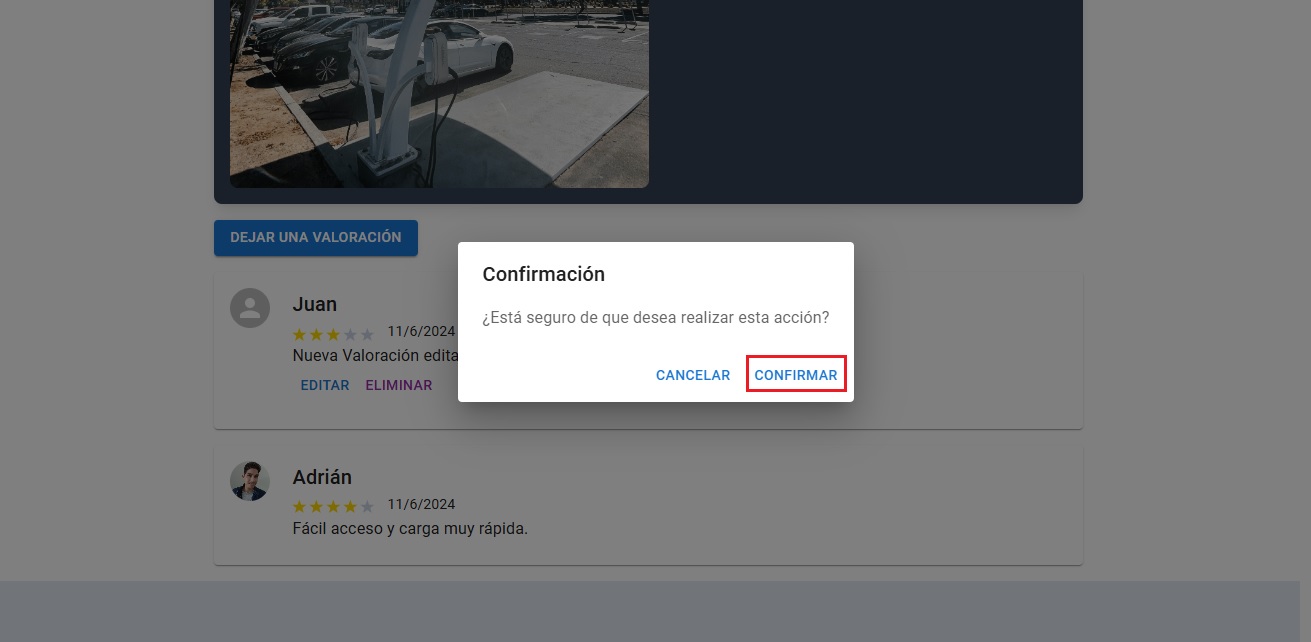 DEJAR UNA VALORACIÓN
Confirmación
¿Está seguro de que desea realizar esta acción?
CANCELAR CONFIRMAR
Juan
11/6/2024
Nueva Valoración edita
EDITAR ELIMINAR
Adrián
11/6/2024
Fácil acceso y carga muy rápida.